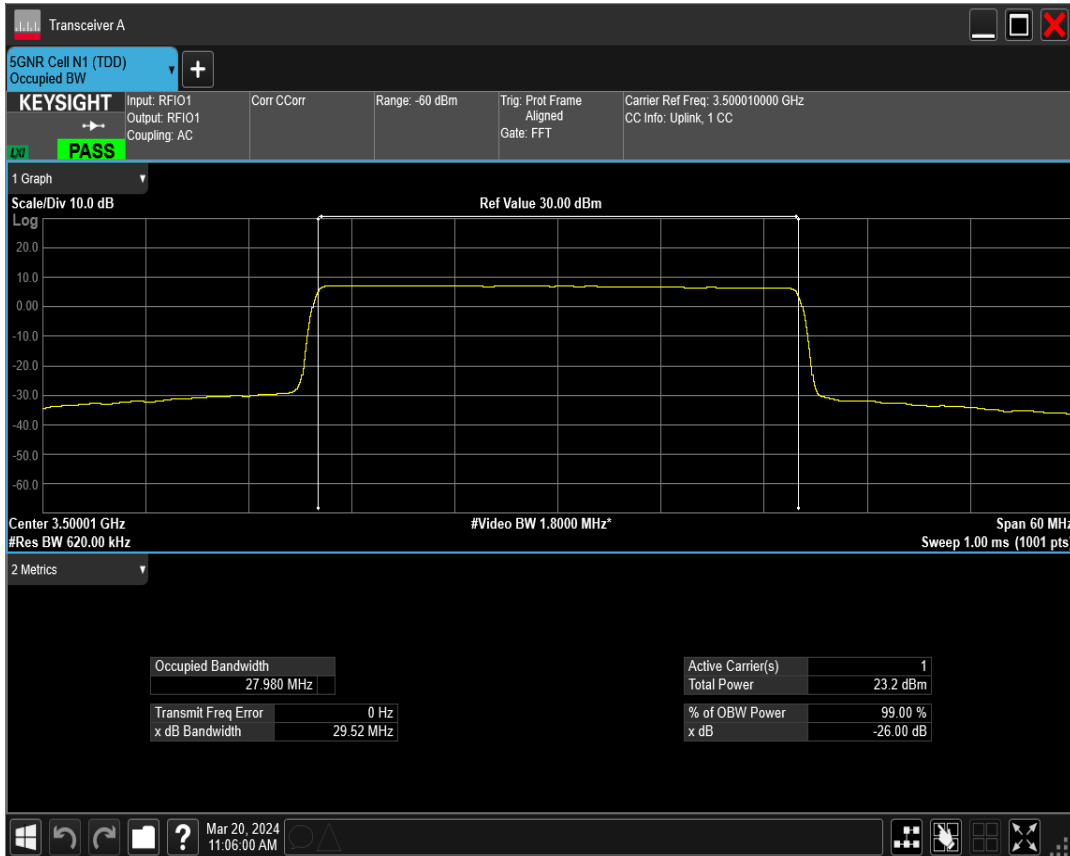 Transceiver A
5GNR Cell N1 (TDD)
Occupied BW
+
KEYSIGHT
LXI
PASS
Input: RFIO1
Output: RFIO1
Coupling: AC
Corr CCorr
Range: -60 dBm
Trig: Prot Frame
Aligned
Gate: FFT
Carrier Ref Freq: 3.500010000 GHz
CC Info: Uplink, 1 CC
1 Graph
Scale/Div 10.0 dB
Ref Value 30.00 dBm
Log
20.0
10.0
0.00
-10.0
-20.0
-30.0
-40.0
-50.0
-60.0
Center 3.50001 GHz
#Video BW 1.8000 MHz*
Span 60 MHz
#Res BW 620.00 kHz
Sweep 1.00 ms (1001 pts)
2 Metrics
Occupied Bandwidth
27.980 MHz
Transmit Freq Error 0 Hz
x dB Bandwidth 29.52 MHz
Active Carrier(s) 1
Total Power 23.2 dBm
% of OBW Power 99.00 %
x dB -26.00 dB
?
Mar 20, 2024
11:06:00 AM